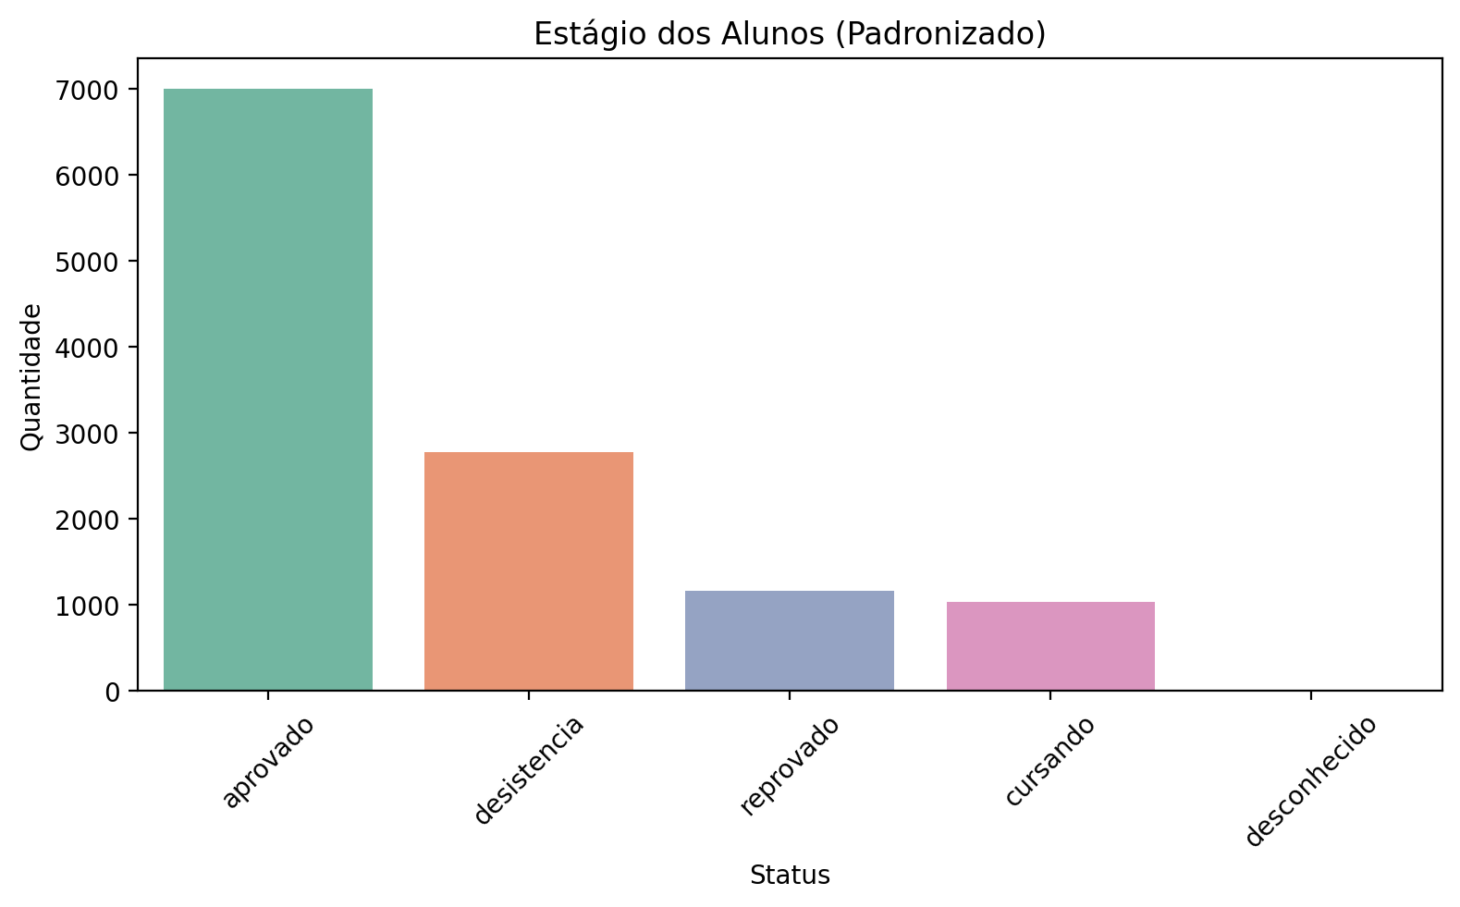 Estágio dos Alunos (Padronizado)
7000
6000
5000
4000
3000
2000
1000
0
Quantidade
aprovado
desistencia
reprovado
cursando
desconhecido
Status